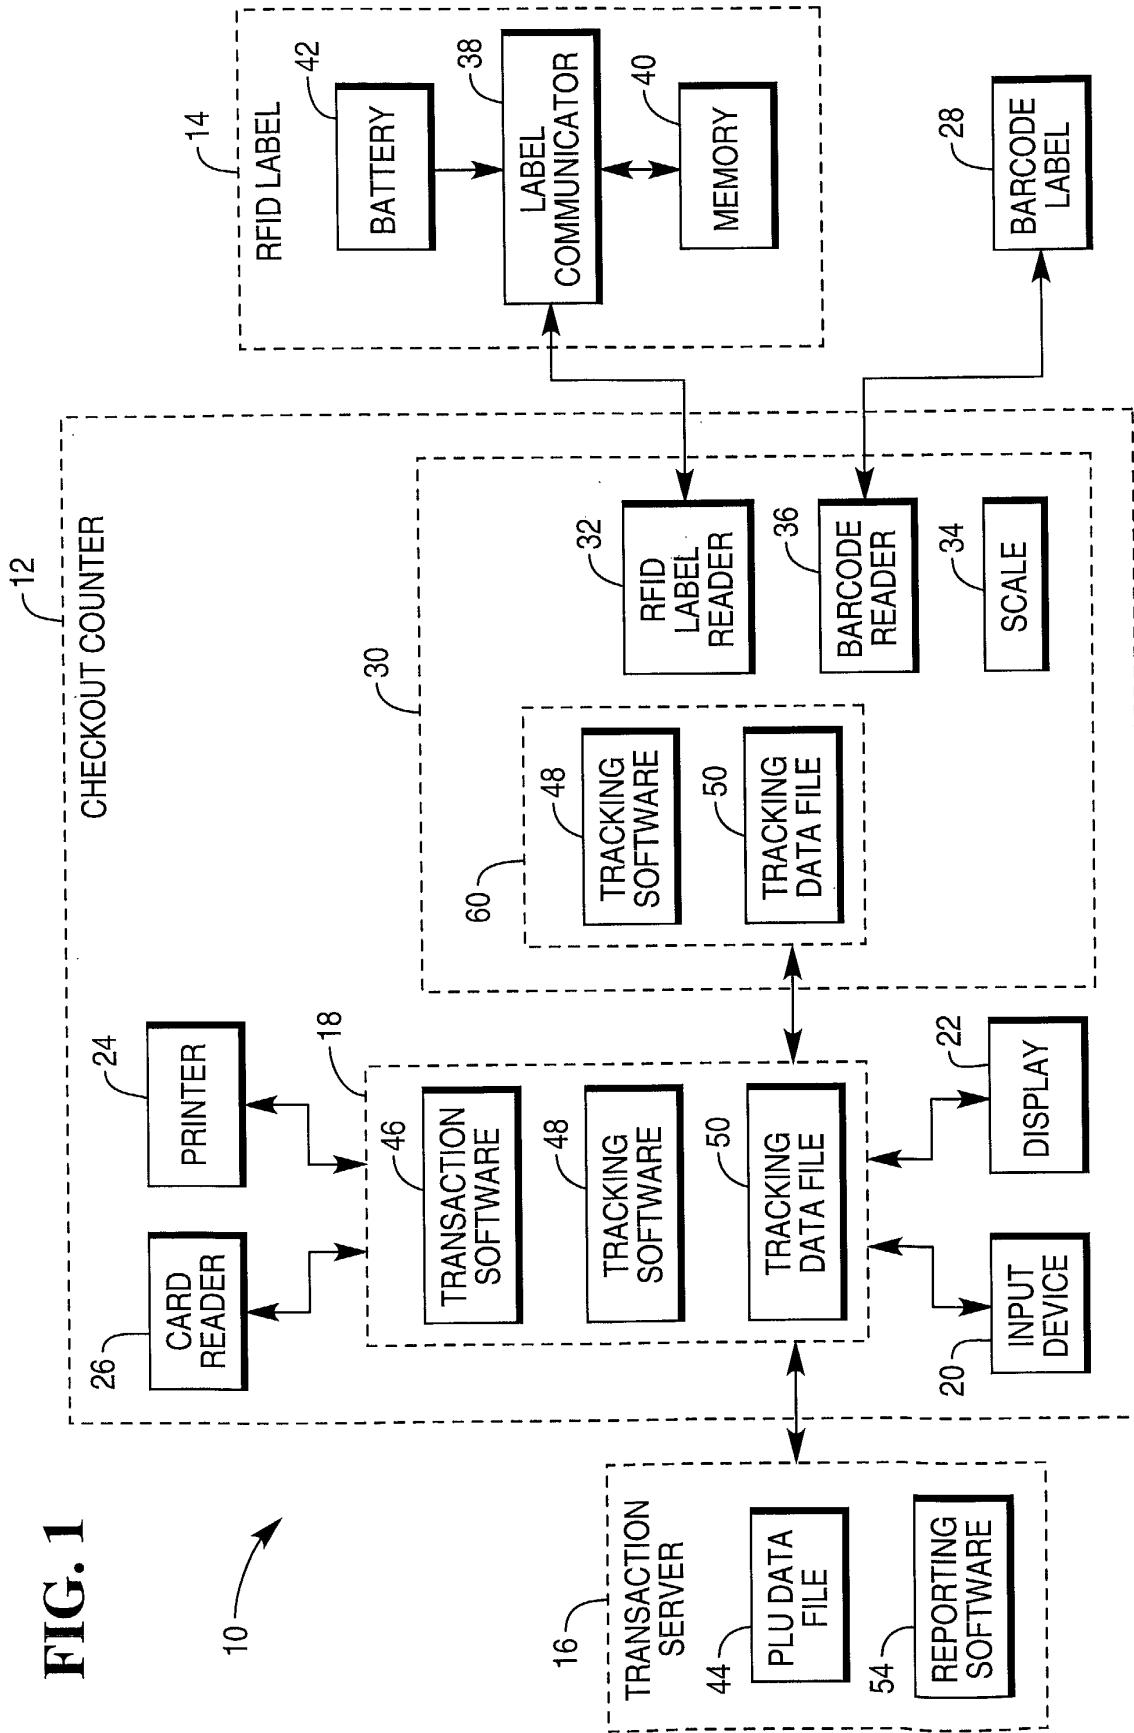 FIG. 1
10
16
TRANSACTION
SERVER
44
PLU DATA
FILE
54
REPORTING
SOFTWARE
12
CHECKOUT COUNTER
26
CARD
READER
24
PRINTER
18
46
TRANSACTION
SOFTWARE
48
TRACKING
SOFTWARE
50
TRACKING
DATA FILE
20
INPUT
DEVICE
22
DISPLAY
30
60
48
TRACKING
SOFTWARE
50
TRACKING
DATA FILE
32
RFID
LABEL
READER
36
BARCODE
READER
34
SCALE
14
RFID LABEL
42
BATTERY
38
LABEL
COMMUNICATOR
40
MEMORY
28
BARCODE
LABEL